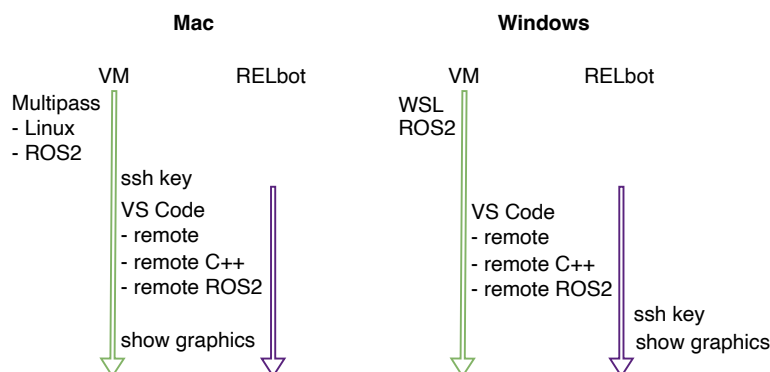 Mac
VM
RELbot
Multipass
- Linux
- ROS2
ssh key
VS Code
- remote
- remote C++
- remote ROS2
show graphics
Windows
VM
RELbot
WSL
ROS2
VS Code
- remote
- remote C++
- remote ROS2
ssh key
show graphics